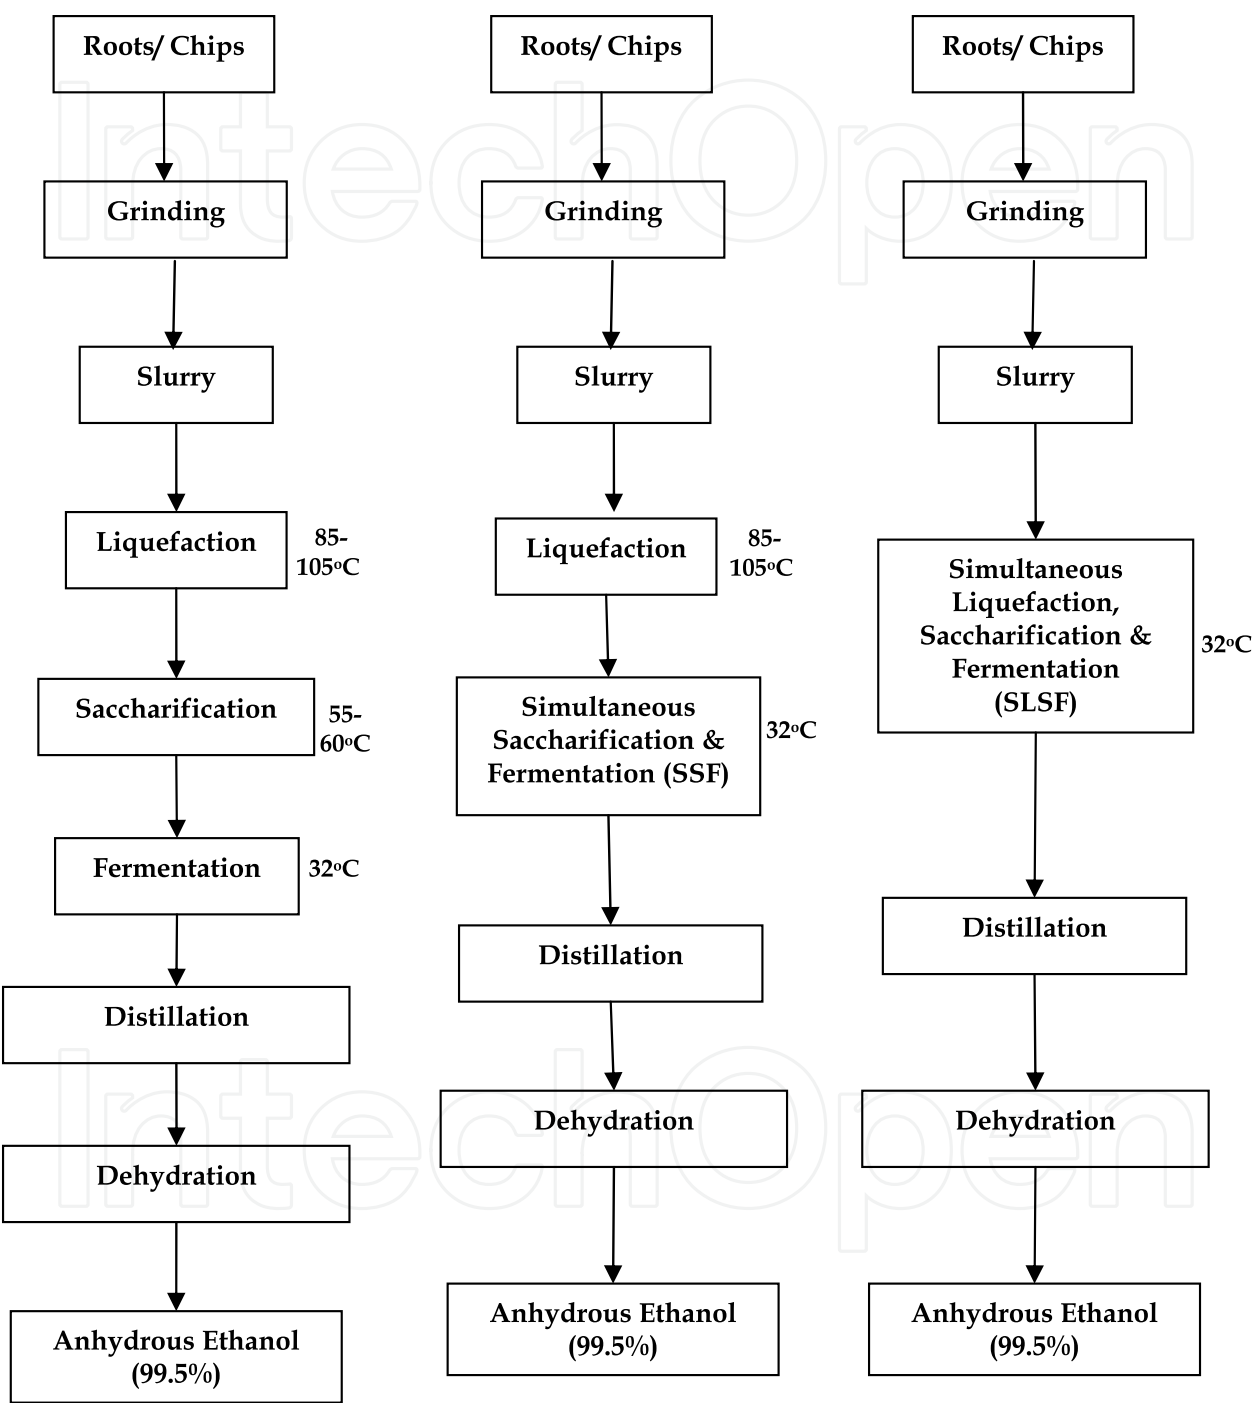 Roots/ Chips
Grinding
Slurry
Liquefaction
85-
105ºC
Saccharification
55-
60ºC
Fermentation
32ºC
Distillation
Dehydration
Anhydrous Ethanol
(99.5%)
Roots/ Chips
Grinding
Slurry
Liquefaction
85-
105ºC
Simultaneous
Saccharification &
Fermentation (SSF)
32ºC
Distillation
Dehydration
Anhydrous Ethanol
(99.5%)
Roots/ Chips
Grinding
Slurry
Simultaneous
Liquefaction,
Saccharification &
Fermentation
(SLSF)
32ºC
Distillation
Dehydration
Anhydrous Ethanol
(99.5%)
IntechOpen
IntechOpen